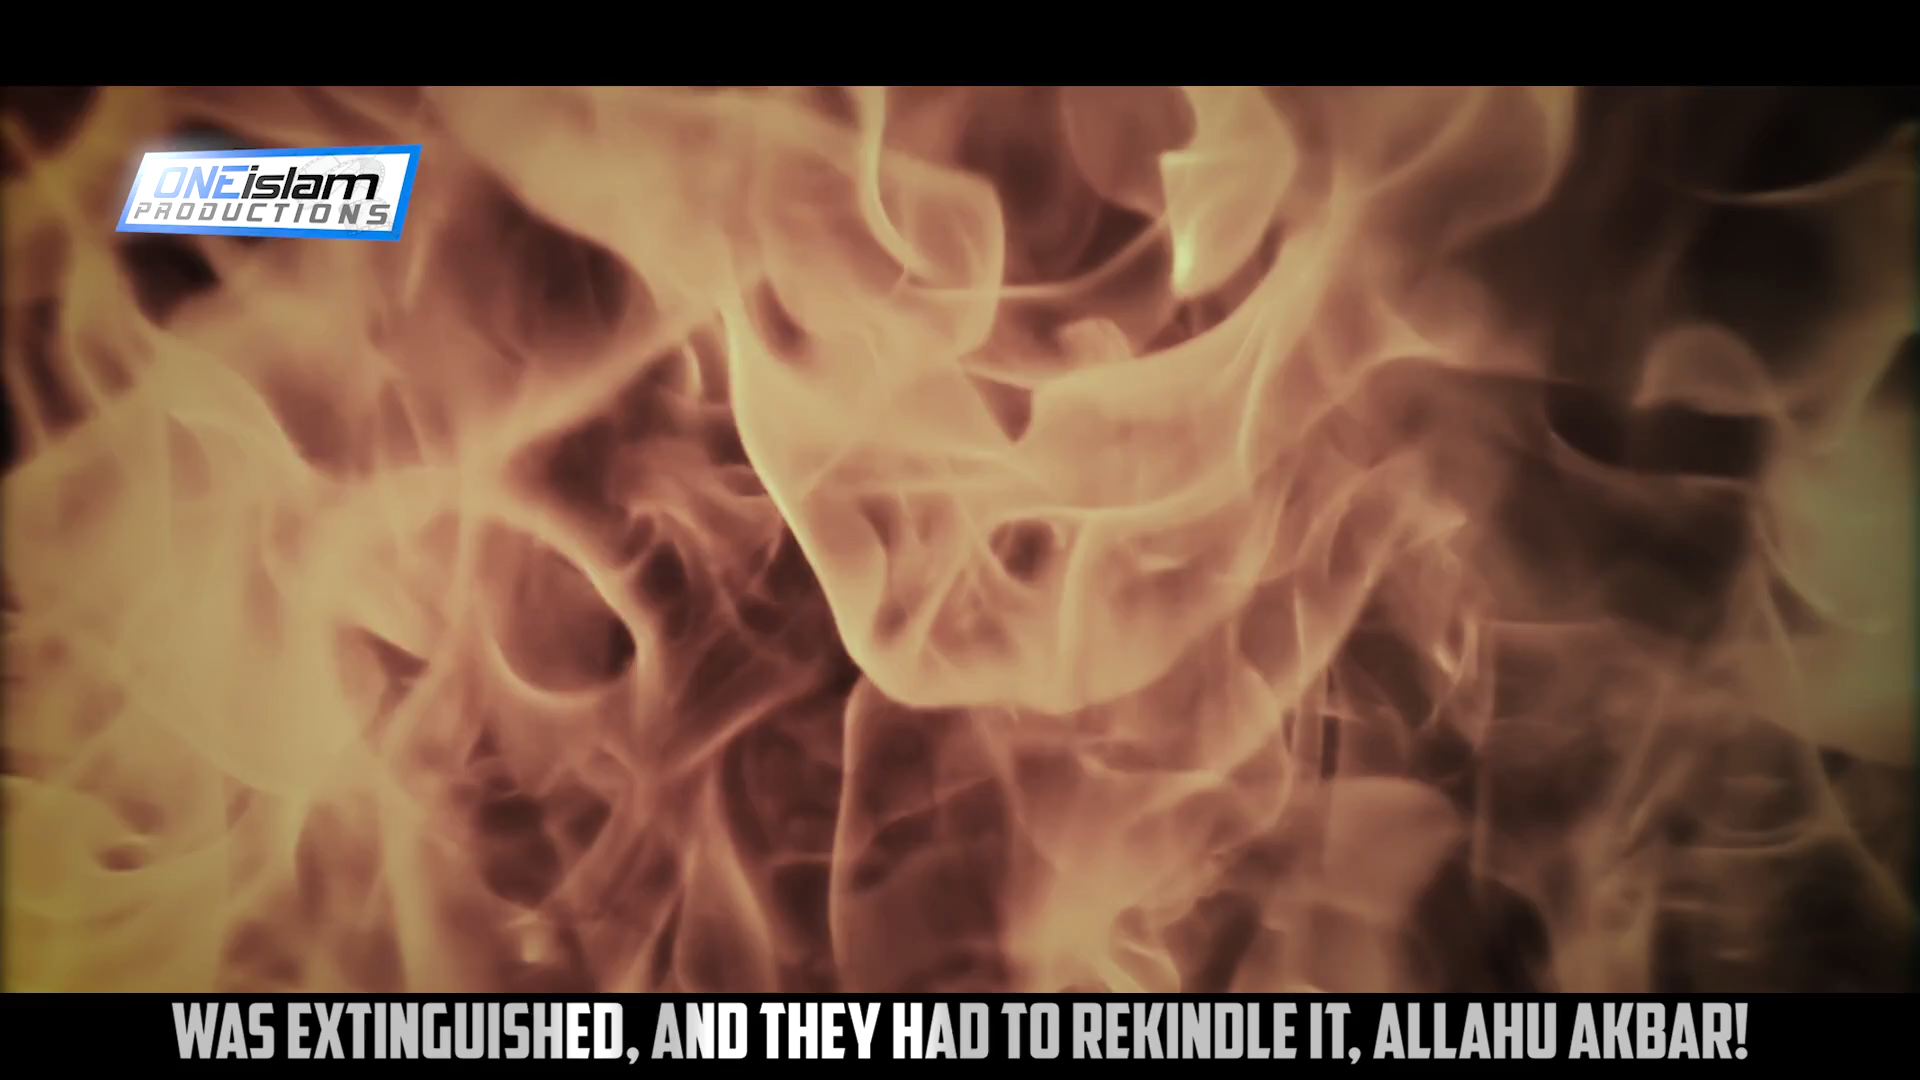 ONEislam
PRODUCTIONS
WAS EXTINGUISHED, AND THEY HAD TO REKINDLE IT, ALLAHU AKBAR!